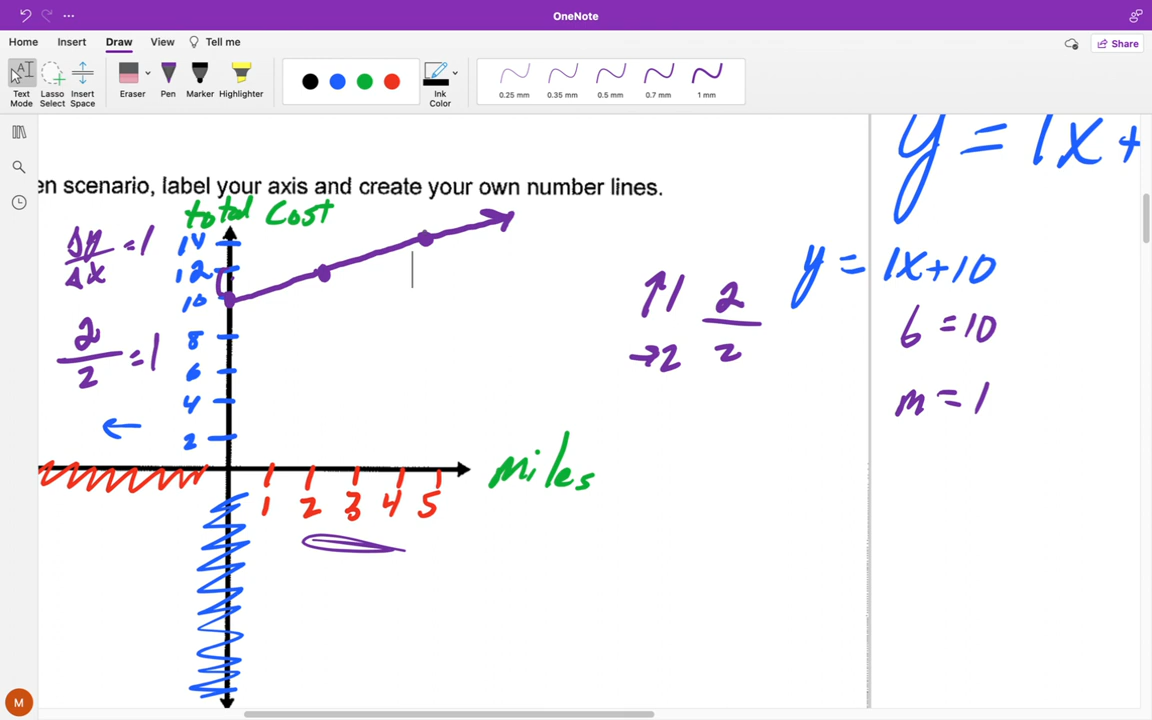 OneNote
Home Insert Draw View Tell me
Share
Text Mode
Lasso Select
Insert Space
Eraser
Pen
Marker
Highlighter
Ink Color
0.25 mm 0.35 mm 0.5 mm 0.7 mm 1 mm
y = 1x +
en scenario, label your axis and create your own number lines.
total cost
Δy/Δx = 1
2/2 = 1
14
12
10
8
6
4
2
←
1 2 3 4 5
miles
↑1
→2
2/2
y = 1x+10
b = 10
m = 1
M